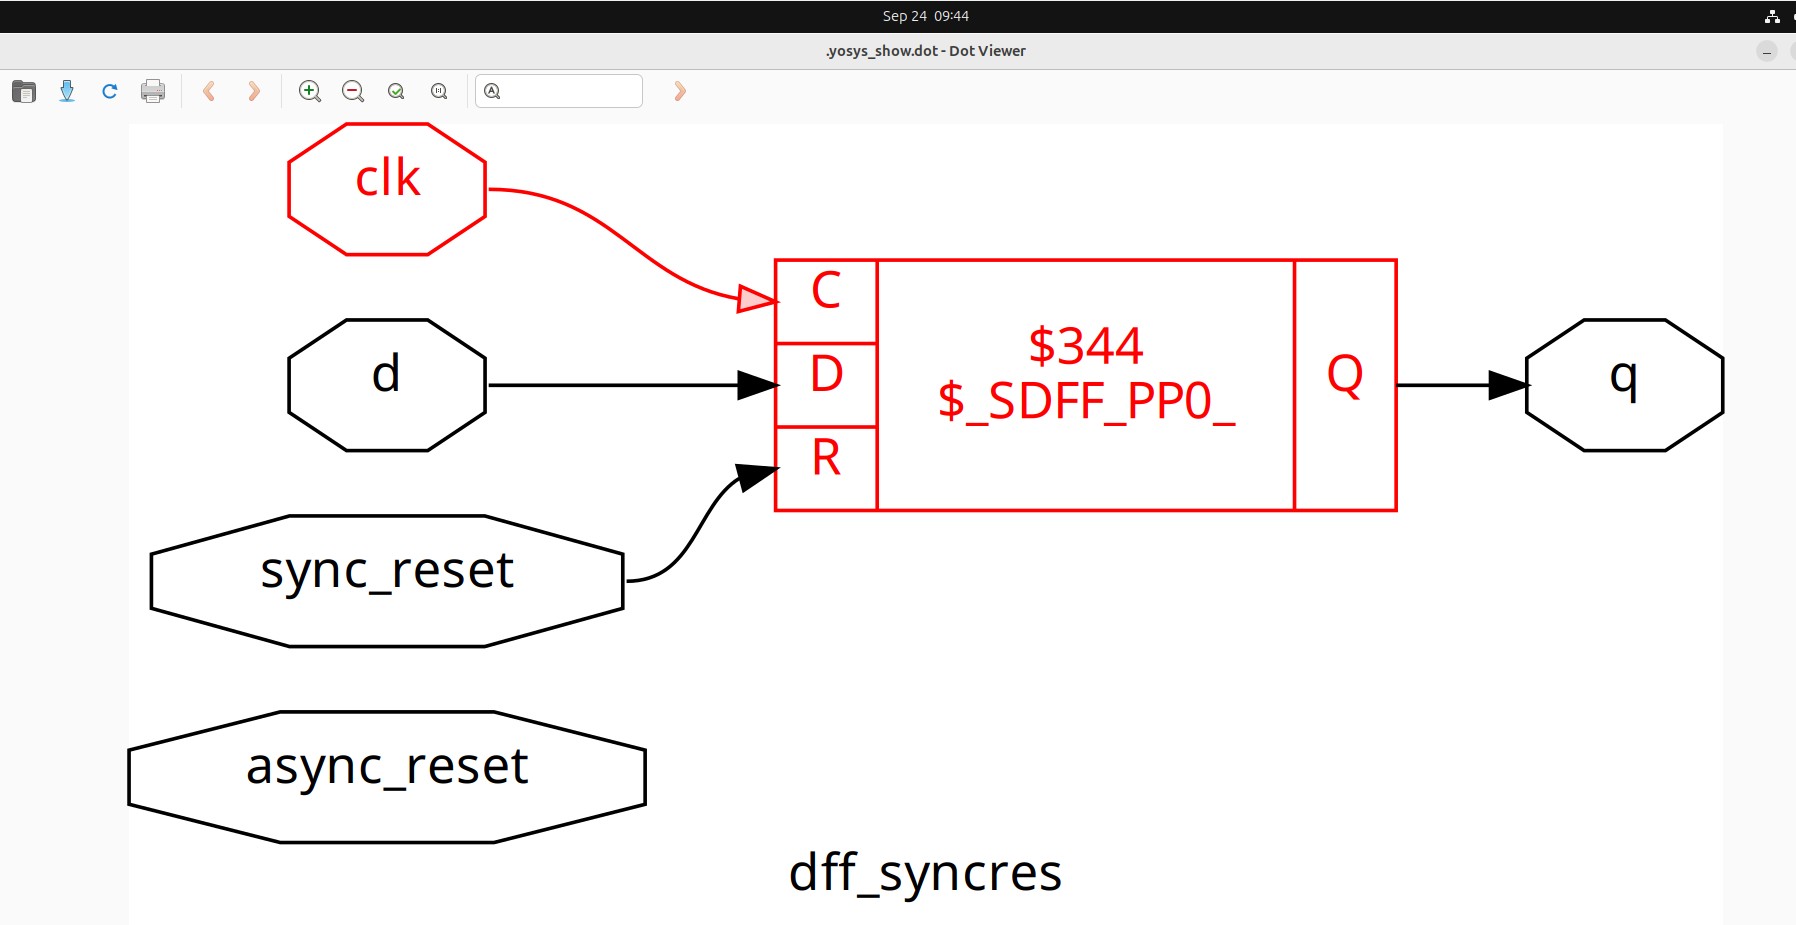 Sep 24 09:44
.yosys_show.dot - Dot Viewer
clk
C
$344
d
D
$_SDFF_PP0_
Q
q
R
sync_reset
async_reset
dff_syncres